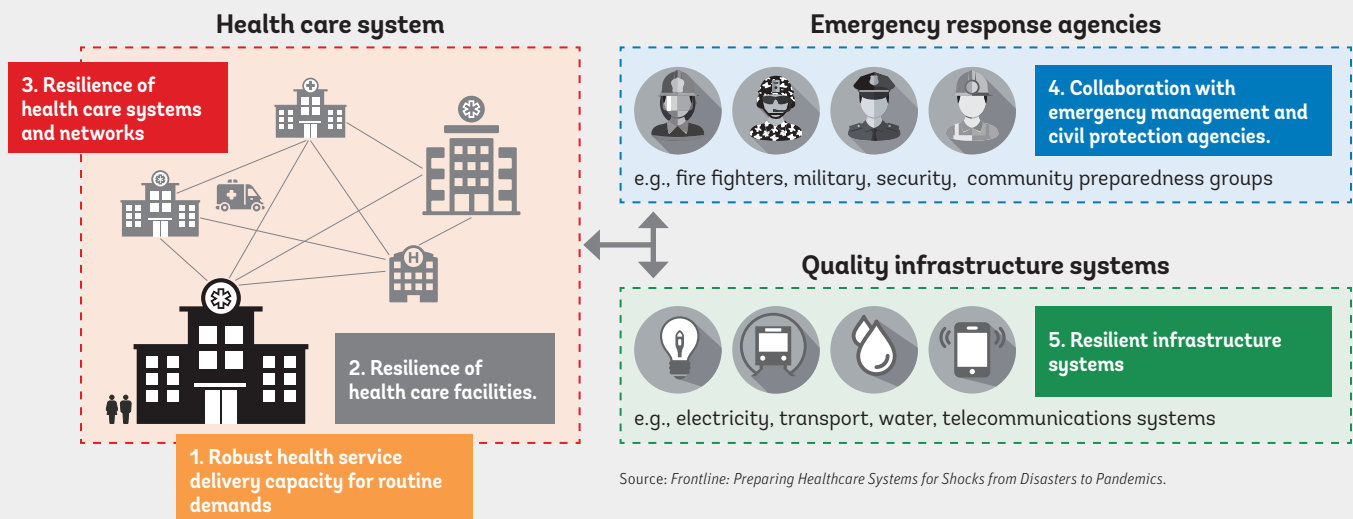 Health care system
3. Resilience of
health care systems
and networks
H
2. Resilience of
health care facilities.
1. Robust health service
delivery capacity for routine
demands
Emergency response agencies
4. Collaboration with
emergency management and
civil protection agencies.
e.g., fire fighters, military, security, community preparedness groups
Quality infrastructure systems
5. Resilient infrastructure
systems
e.g., electricity, transport, water, telecommunications systems
Source: Frontline: Preparing Healthcare Systems for Shocks from Disasters to Pandemics.